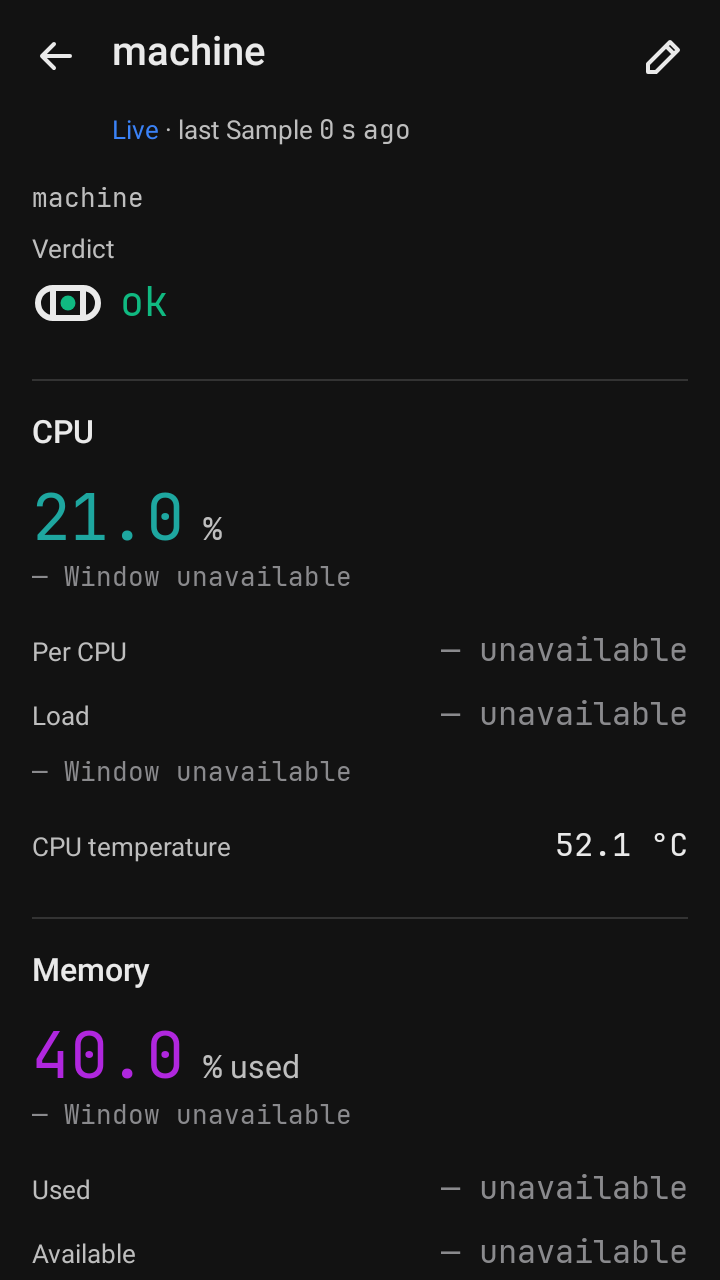 machine
Live · last Sample 0 s ago
machine
Verdict
ok
CPU
21.0 %
— Window unavailable
Per CPU — unavailable
Load — unavailable
— Window unavailable
CPU temperature 52.1 °C
Memory
40.0 % used
— Window unavailable
Used — unavailable
Available — unavailable